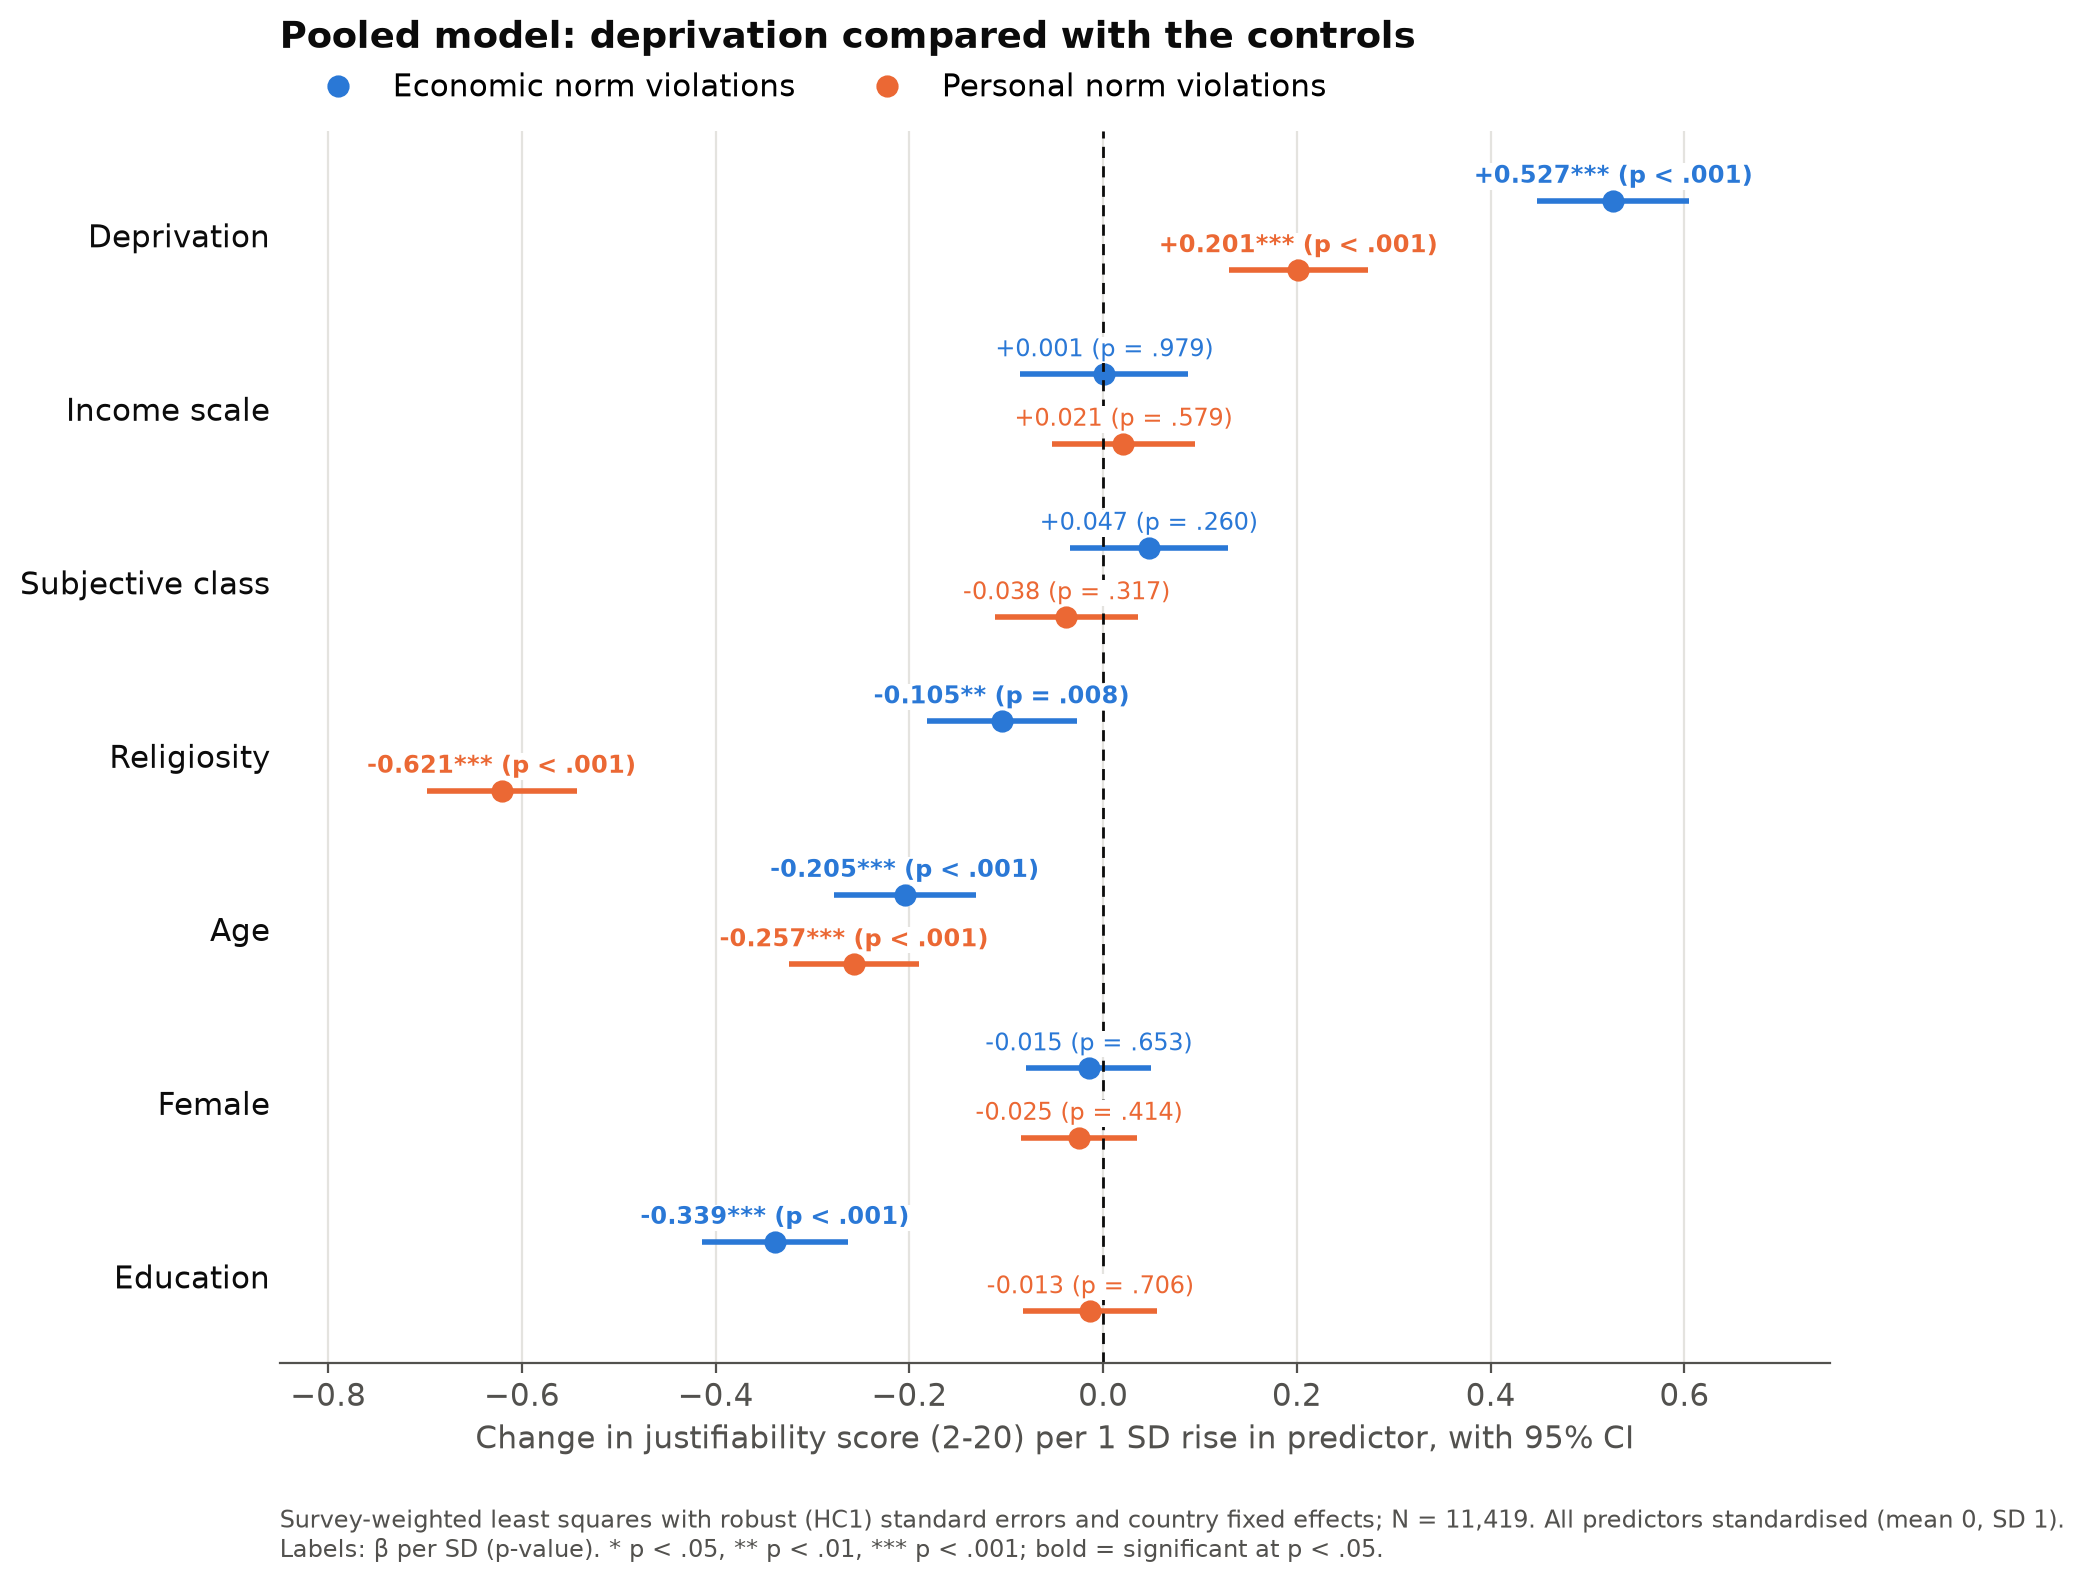 Pooled model: deprivation compared with the controls
Economic norm violations
Personal norm violations
+0.527*** (p < .001)
Deprivation
+0.201*** (p < .001)
+0.001 (p = .979)
Income scale
+0.021 (p = .579)
+0.047 (p = .260)
Subjective class
-0.038 (p = .317)
-0.105** (p = .008)
Religiosity
-0.621*** (p < .001)
-0.205*** (p < .001)
Age
-0.257*** (p < .001)
-0.015 (p = .653)
Female
-0.025 (p = .414)
-0.339*** (p < .001)
Education
-0.013 (p = .706)
−0.8 −0.6 −0.4 −0.2 0.0 0.2 0.4 0.6
Change in justifiability score (2-20) per 1 SD rise in predictor, with 95% CI
Survey-weighted least squares with robust (HC1) standard errors and country fixed effects; N = 11,419. All predictors standardised (mean 0, SD 1).
Labels: β per SD (p-value). * p < .05, ** p < .01, *** p < .001; bold = significant at p < .05.